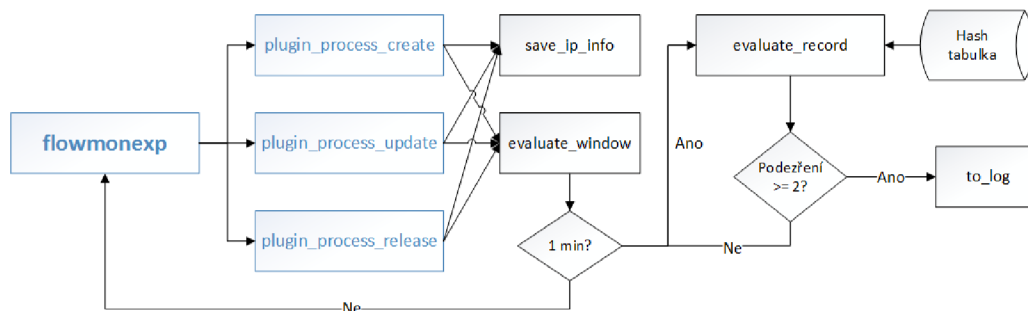 plugin_process_create
save_ip_info
evaluate_record
Hash
tabulka
flowmonexp
plugin_process_update
evaluate_window
Ano
Podezření
>= 2?
Ano
to_log
plugin_process_release
1 min?
Ne
Ne